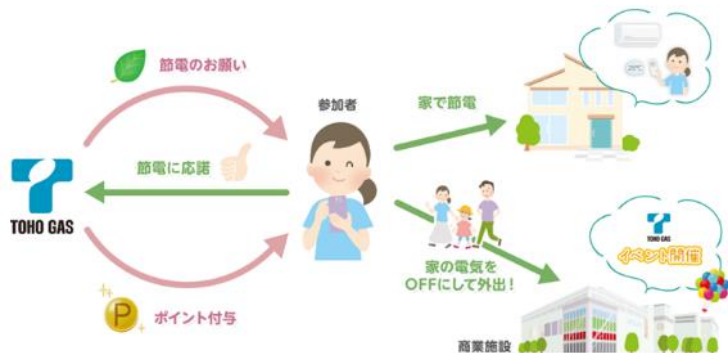 節電のお願い
参加者
家で節電
節電に応諾
TOHO GAS
家の電気を
OFFにして外出！
TOHO GAS
イベント開催
P
ポイント付与
商業施設